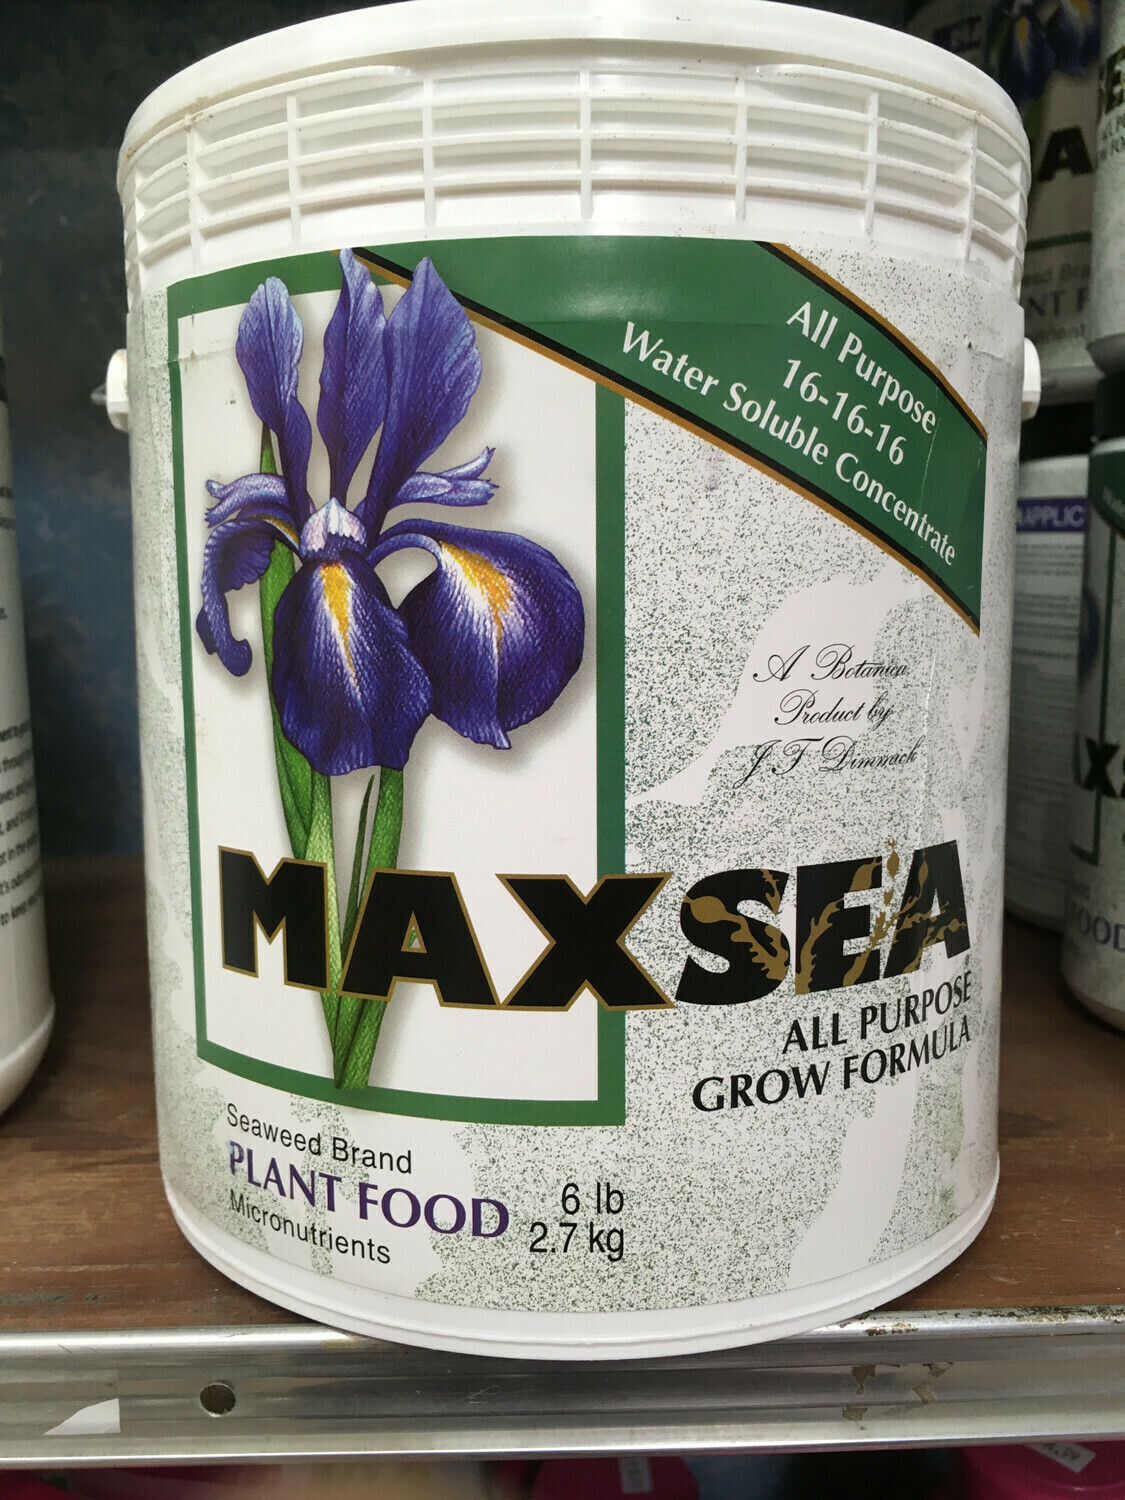 All Purpose
16-16-16
Water Soluble Concentrate
A Botanical
Product by
J T Dimmick
MAXSEA
ALL PURPOSE
GROW FORMULA
Seaweed Brand
PLANT FOOD
Micronutrients
6 lb
2.7 kg